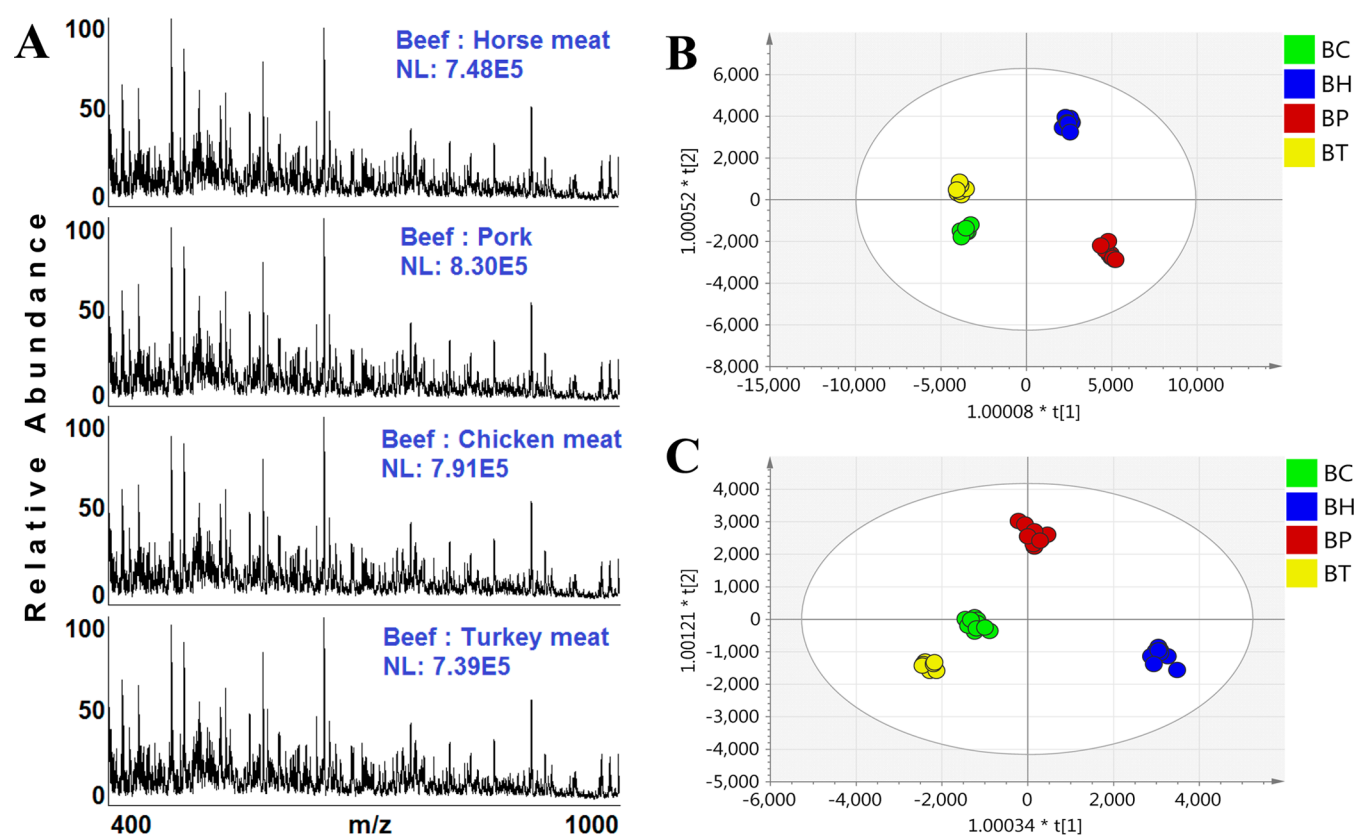 A
Relative Abundance
100
50
0
Beef : Horse meat
NL: 7.48E5
100
50
0
Beef : Pork
NL: 8.30E5
100
50
0
Beef : Chicken meat
NL: 7.91E5
100
50
0
Beef : Turkey meat
NL: 7.39E5
400 m/z 1000
B
1.00052 * t[2]
6,000
4,000
2,000
0
-2,000
-4,000
-6,000
-8,000
-15,000 -10,000 -5,000 0 5,000 10,000
1.00008 * t[1]
BC
BH
BP
BT
C
1.00121 * t[2]
4,000
3,000
2,000
1,000
0
-1,000
-2,000
-3,000
-4,000
-5,000
-6,000 -4,000 -2,000 0 2,000 4,000
1.00034 * t[1]
BC
BH
BP
BT